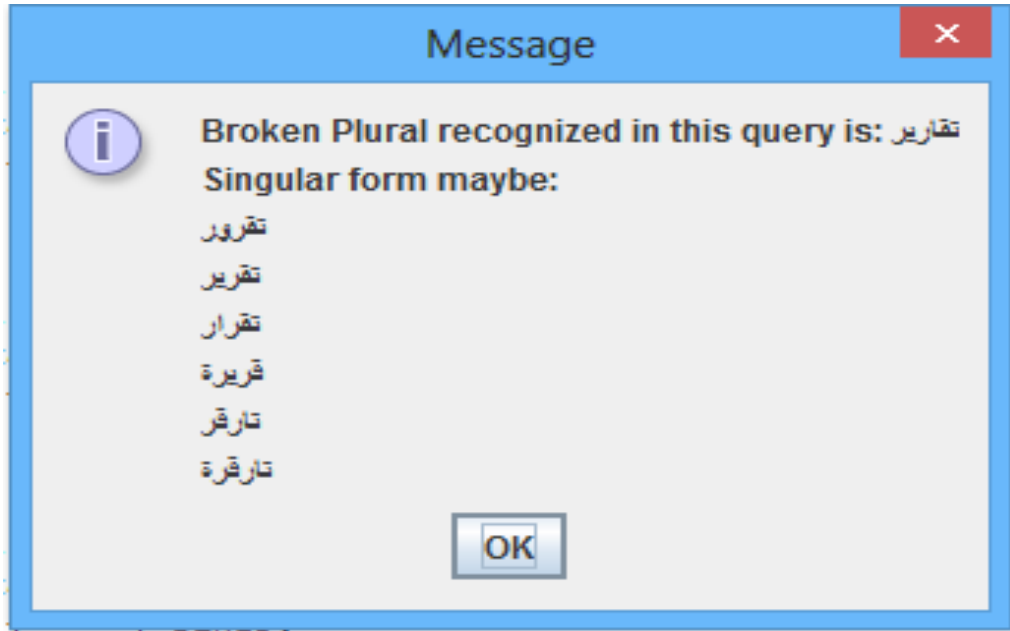 Message
Broken Plural recognized in this query is: تقارير
Singular form maybe:
تقرور
تقرير
تقرار
قريرة
تارقر
تارقرة
OK